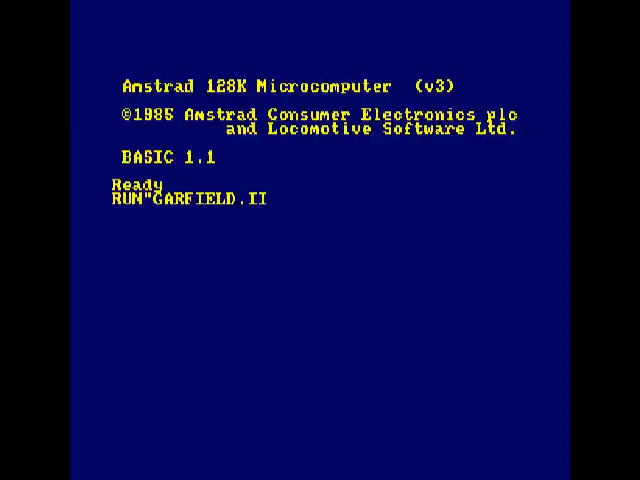 Amstrad 128K Microcomputer (v3)
©1985 Amstrad Consumer Electronics plc
and Locomotive Software Ltd.
BASIC 1.1
Ready
RUN"GARFIELD.II